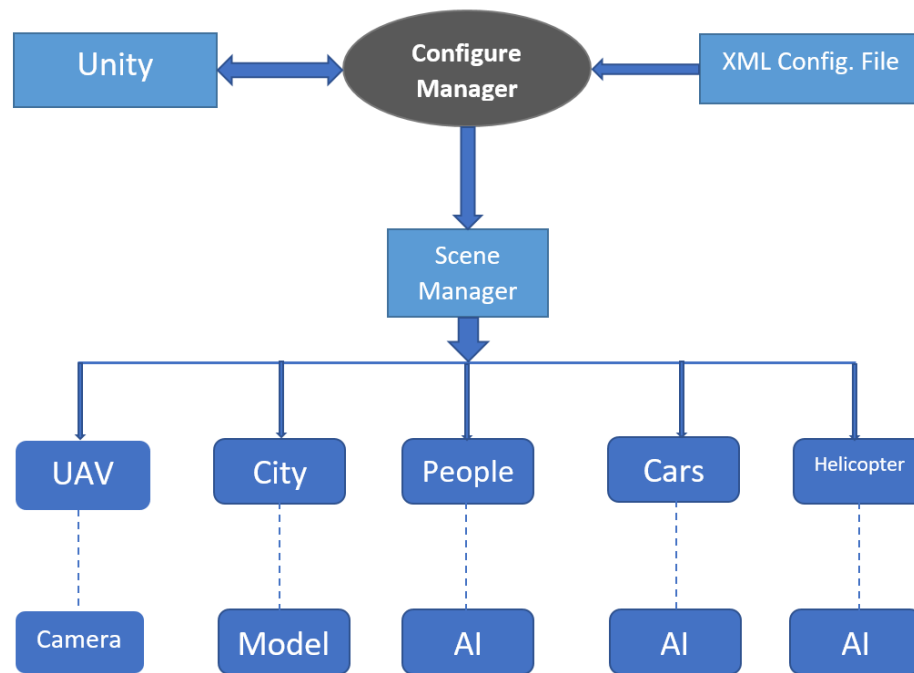 Unity
Configure
Manager
XML Config. File
Scene
Manager
UAV
City
People
Cars
Helicopter
Camera
Model
AI
AI
AI